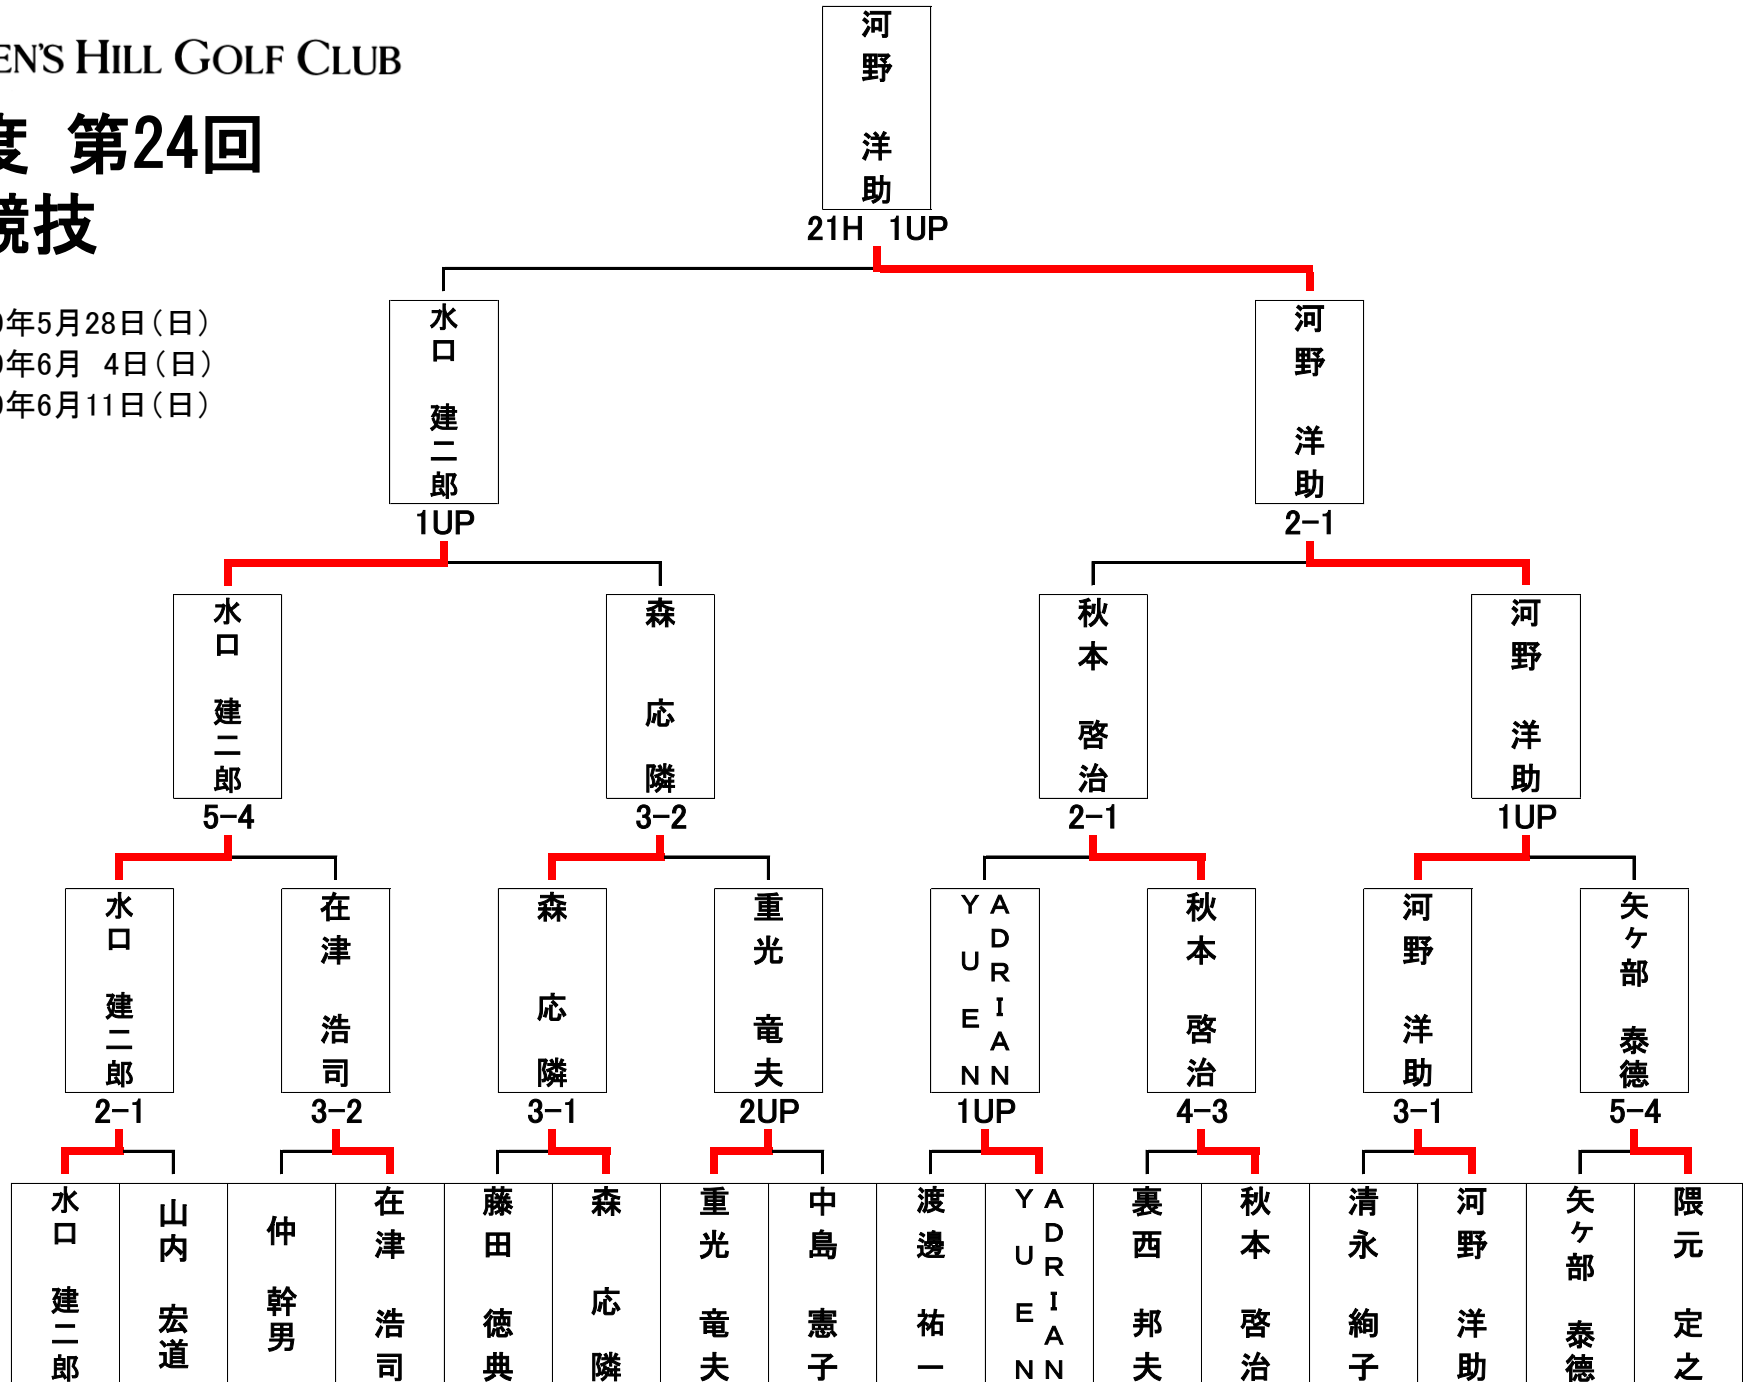 EN'S HILL GOLF CLUB
度 第24回
競技
年5月28日（日）
年6月 4日（日）
年6月11日（日）
河野 洋助
21H 1UP
水口 建二郎
河野 洋助
1UP
2-1
水口 建二郎
森 応隣
秋本 啓治
河野 洋助
5-4
3-2
2-1
1UP
水口 建二郎
在津 浩司
森 応隣
重光 竜夫
YUEN ADRIAN
秋本 啓治
河野 洋助
矢ヶ部 泰德
2-1
3-2
3-1
2UP
1UP
4-3
3-1
5-4
水口 建二郎
山内 宏道
仲 幹男
在津 浩司
藤田 徳典
森 応隣
重光 竜夫
中島 憲子
渡邊 祐一
YUEN ADRIAN
裏西 邦夫
秋本 啓治
清永 絢子
河野 洋助
矢ヶ部 泰德
隈元 定之